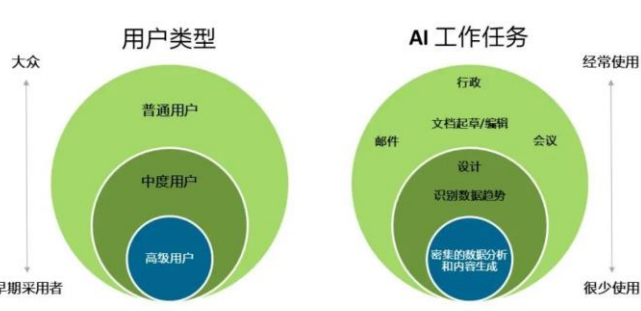 用户类型
AI 工作任务
大众
普通用户
中度用户
高级用户
早期采用者
经常使用
行政
文档起草/编辑
邮件
会议
设计
识别数据趋势
密集的数据分析
和内容生成
很少使用